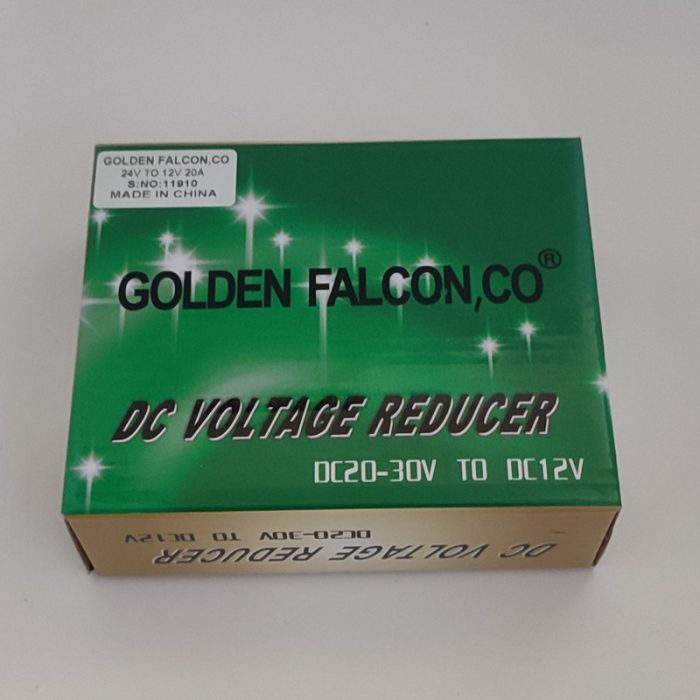 GOLDEN FALCON,CO
24V TO 12V 20A
S:NO:11910
MADE IN CHINA
GOLDEN FALCON,CO®
DC VOLTAGE REDUCER
DC20-30V TO DC12V
DC VOLTAGE REDUCER
DC20-30V TO DC12V